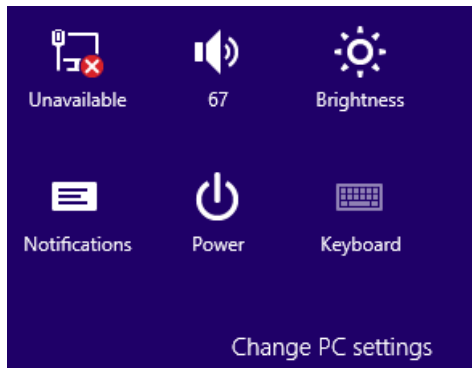 Unavailable 67 Brightness
Notifications Power Keyboard
Change PC settings